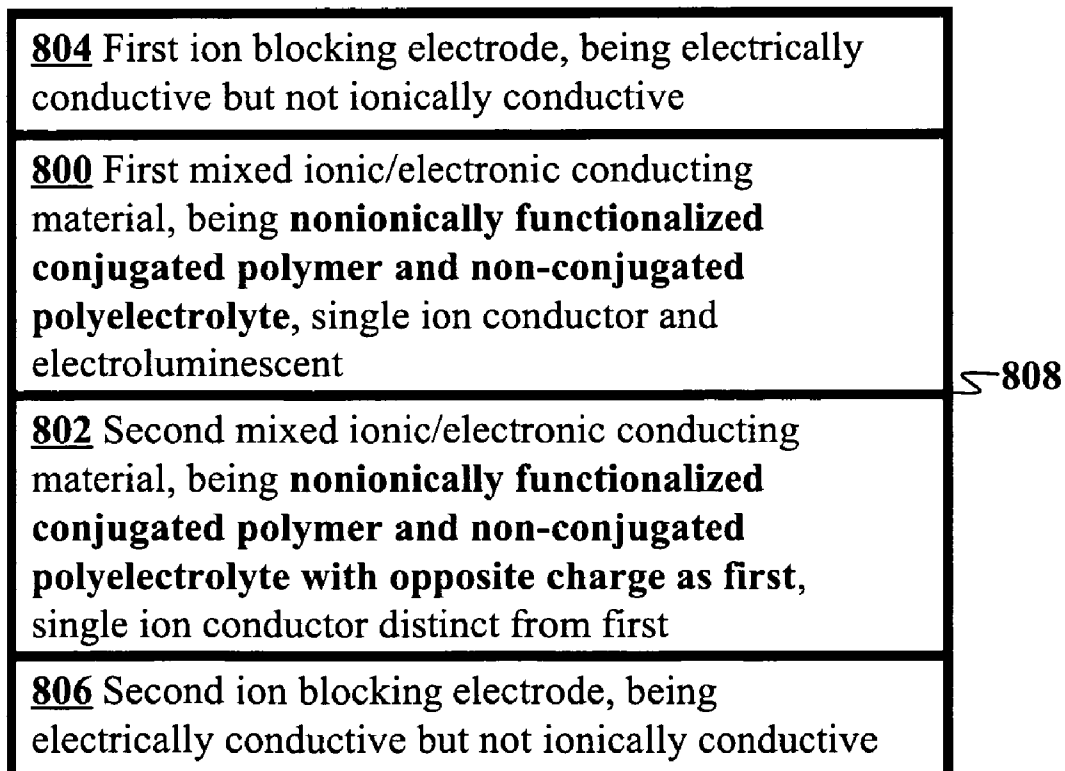 804 First ion blocking electrode, being electrically
conductive but not ionically conductive
800 First mixed ionic/electronic conducting
material, being nonionically functionalized
conjugated polymer and non-conjugated
polyelectrolyte, single ion conductor and
electroluminescent
808
802 Second mixed ionic/electronic conducting
material, being nonionically functionalized
conjugated polymer and non-conjugated
polyelectrolyte with opposite charge as first,
single ion conductor distinct from first
806 Second ion blocking electrode, being
electrically conductive but not ionically conductive